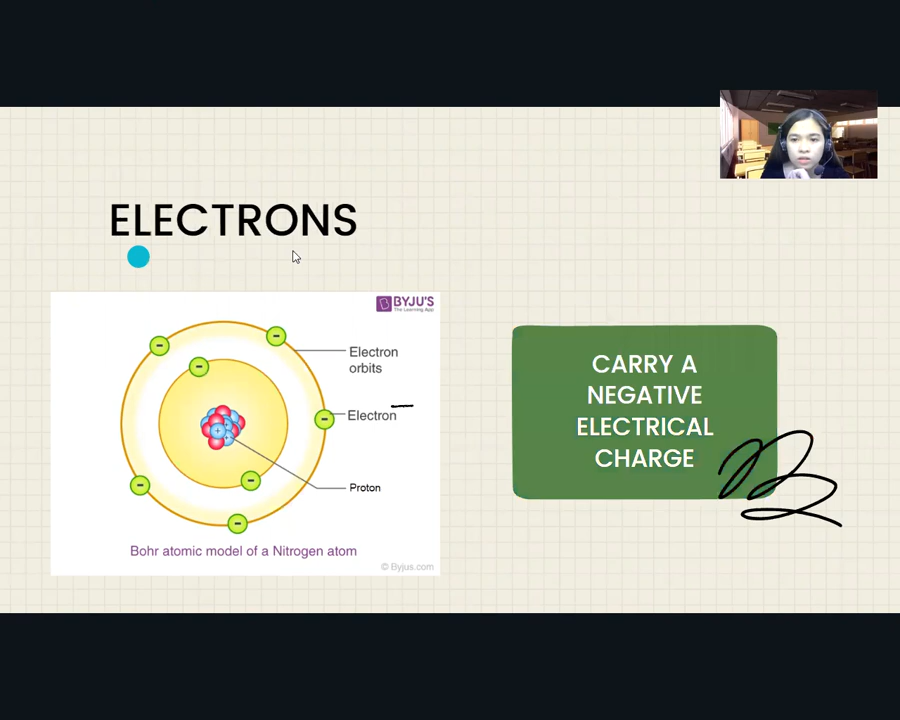 ELECTRONS
BYJU'S
The Learning App
Electron
orbits
Electron
Proton
Bohr atomic model of a Nitrogen atom
© Byjus.com
CARRY A
NEGATIVE
ELECTRICAL
CHARGE